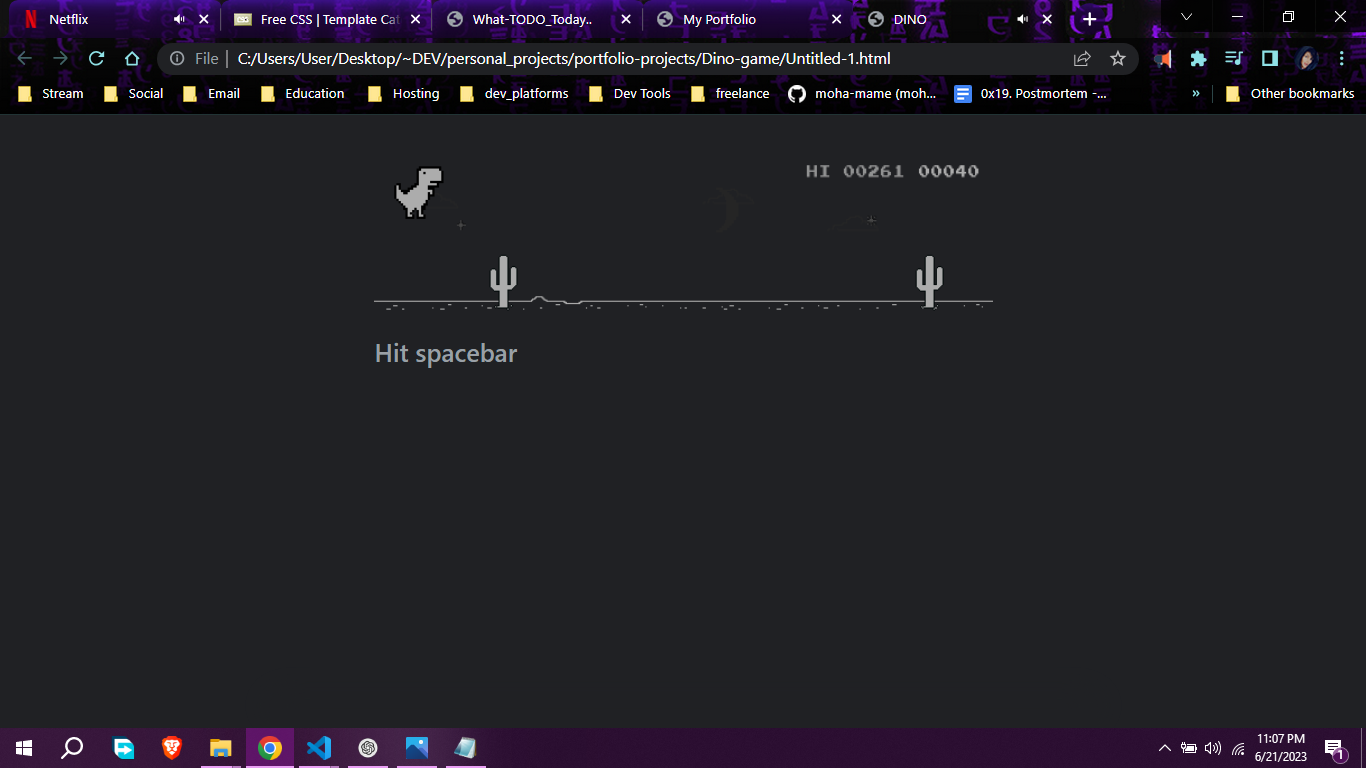 Netflix
Free CSS | Template Cat
What-TODO_Today..
My Portfolio
DINO
File
C:/Users/User/Desktop/~DEV/personal_projects/portfolio-projects/Dino-game/Untitled-1.html
Stream
Social
Email
Education
Hosting
dev_platforms
Dev Tools
freelance
moha-mame (moh...
0x19. Postmortem -...
»
Other bookmarks
HI 00261 00040
Hit spacebar
11:07 PM
6/21/2023
1